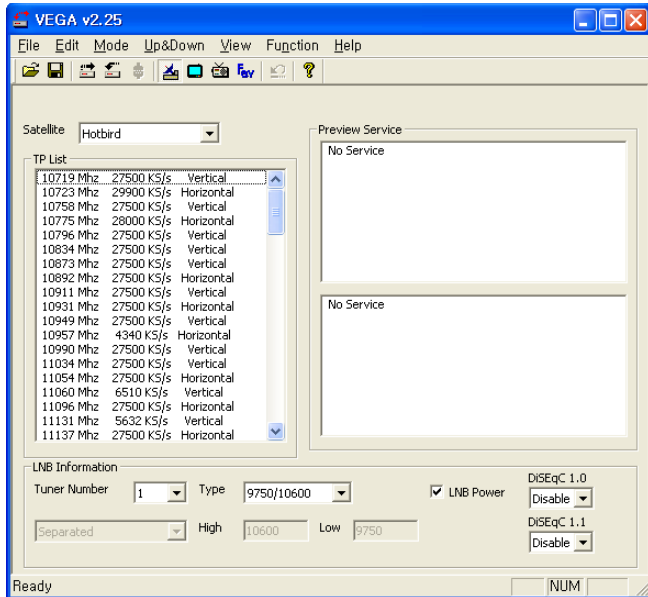 VEGA v2.25
File Edit Mode Up&Down View Function Help
Fav
Satellite Hotbird
TP List
10719 Mhz 27500 KS/s Vertical
10723 Mhz 29900 KS/s Horizontal
10758 Mhz 27500 KS/s Vertical
10775 Mhz 28000 KS/s Horizontal
10796 Mhz 27500 KS/s Vertical
10834 Mhz 27500 KS/s Vertical
10873 Mhz 27500 KS/s Vertical
10892 Mhz 27500 KS/s Horizontal
10911 Mhz 27500 KS/s Vertical
10931 Mhz 27500 KS/s Horizontal
10949 Mhz 27500 KS/s Vertical
10957 Mhz 4340 KS/s Horizontal
10990 Mhz 27500 KS/s Vertical
11034 Mhz 27500 KS/s Vertical
11054 Mhz 27500 KS/s Horizontal
11060 Mhz 6510 KS/s Vertical
11096 Mhz 27500 KS/s Horizontal
11131 Mhz 5632 KS/s Vertical
11137 Mhz 27500 KS/s Horizontal
Preview Service
No Service
No Service
LNB Information
Tuner Number 1 Type 9750/10600 LNB Power
DiSEqC 1.0
Disable
Separated High 10600 Low 9750
DiSEqC 1.1
Disable
Ready NUM